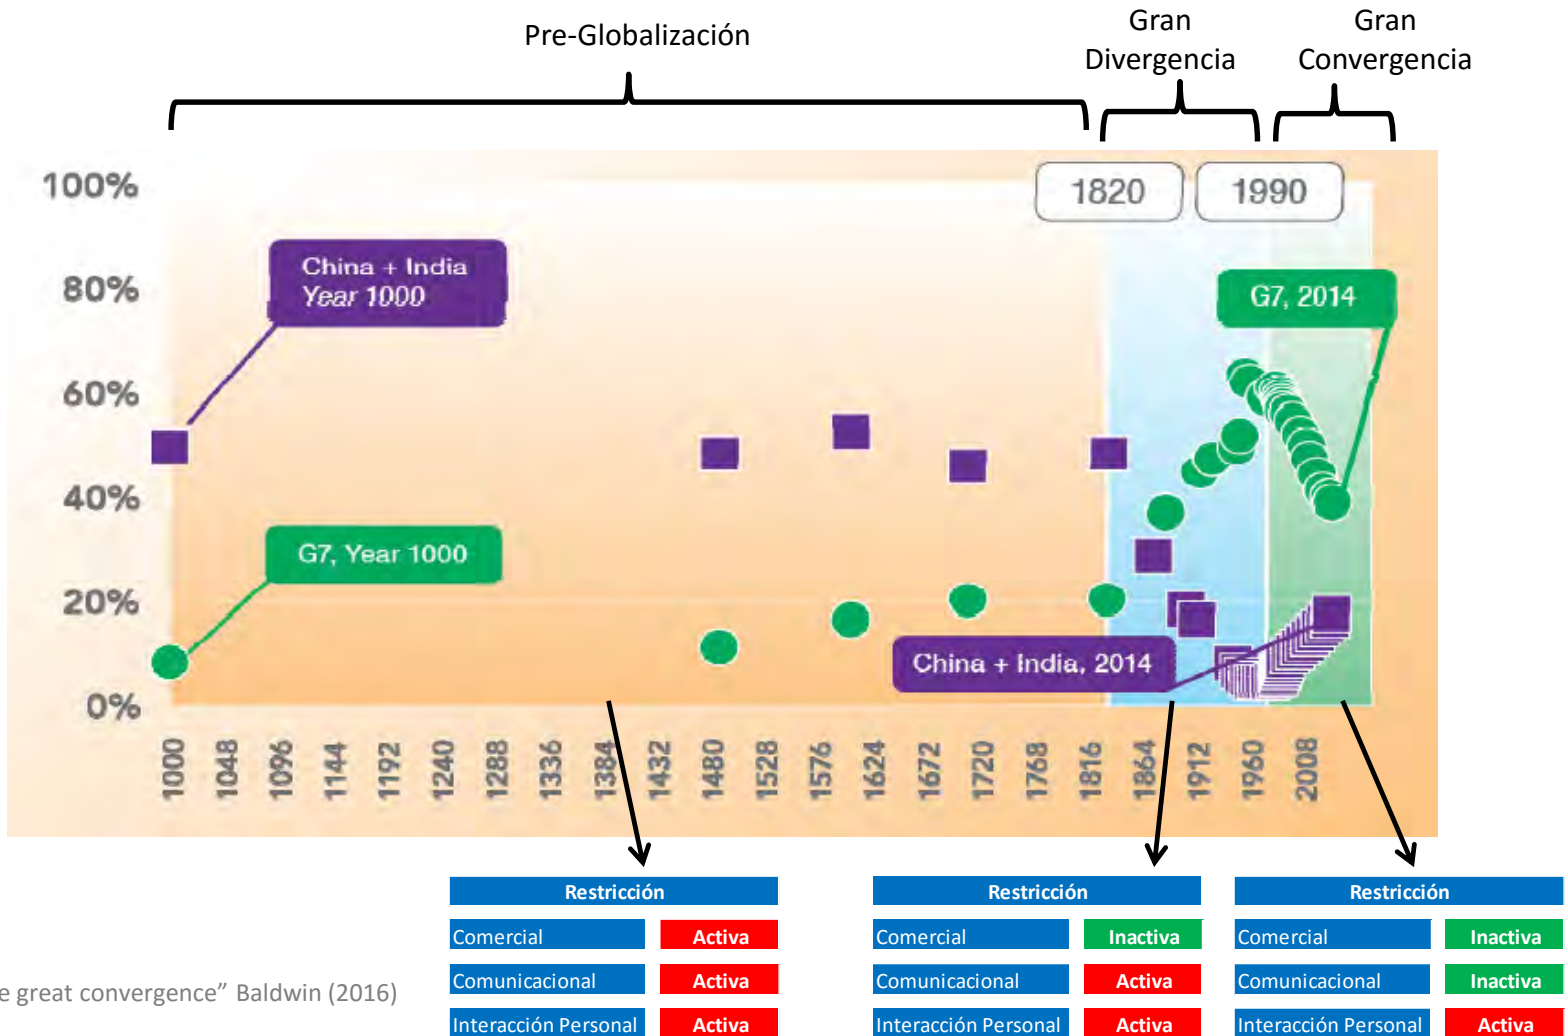 Pre-Globalización
Gran
Divergencia
Gran
Convergencia
1820
1990
100%
80%
60%
40%
20%
0%
China + India
Year 1000
G7, 2014
G7, Year 1000
China + India, 2014
1000
1048
1096
1144
1192
1240
1288
1336
1384
1432
1480
1528
1576
1624
1672
1720
1768
1816
1864
1912
1960
2008
Restricción
Comercial Activa
Comunicacional Activa
Interacción Personal Activa
Restricción
Comercial Inactiva
Comunicacional Activa
Interacción Personal Activa
Restricción
Comercial Inactiva
Comunicacional Inactiva
Interacción Personal Activa
e great convergence” Baldwin (2016)